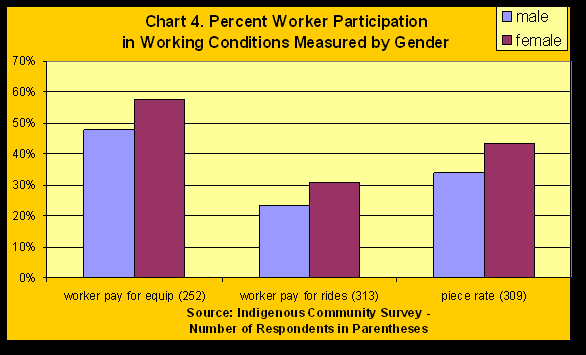 Chart 4. Percent Worker Participation
in Working Conditions Measured by Gender
male
female
70%
60%
50%
40%
30%
20%
10%
0%
worker pay for equip (252)
worker pay for rides (313)
piece rate (309)
Source: Indigenous Community Survey -
Number of Respondents in Parentheses